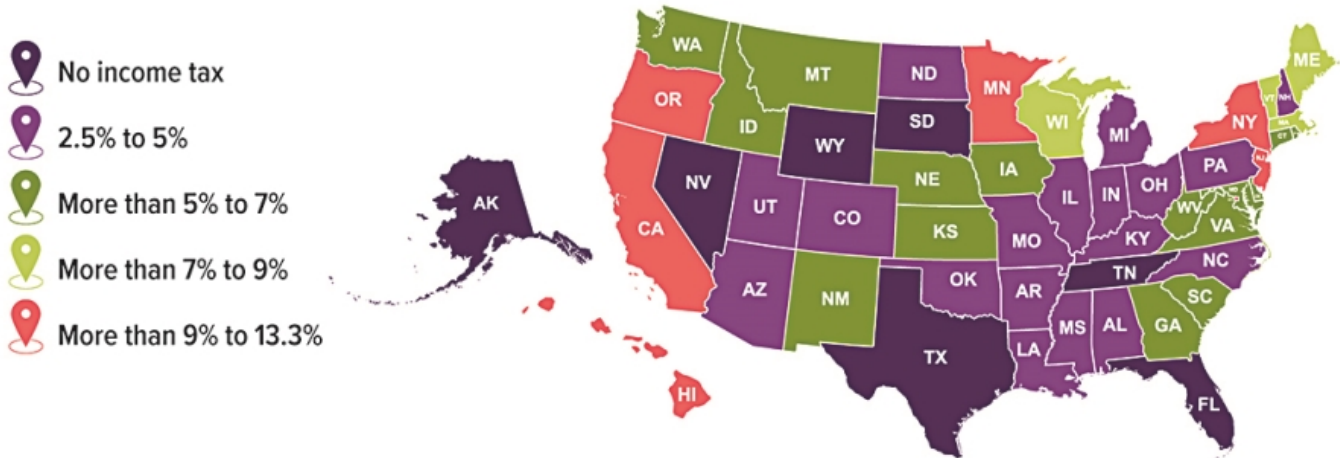 No income tax
2.5% to 5%
More than 5% to 7%
More than 7% to 9%
More than 9% to 13.3%
WA
OR
CA
NV
ID
MT
WY
UT
AZ
CO
NM
ND
SD
NE
KS
OK
TX
MN
IA
MO
AR
LA
WI
IL
MS
MI
IN
KY
TN
AL
OH
WV
VA
NC
SC
GA
FL
PA
NY
NJ
VT
NH
ME
MA
CT
AK
HI